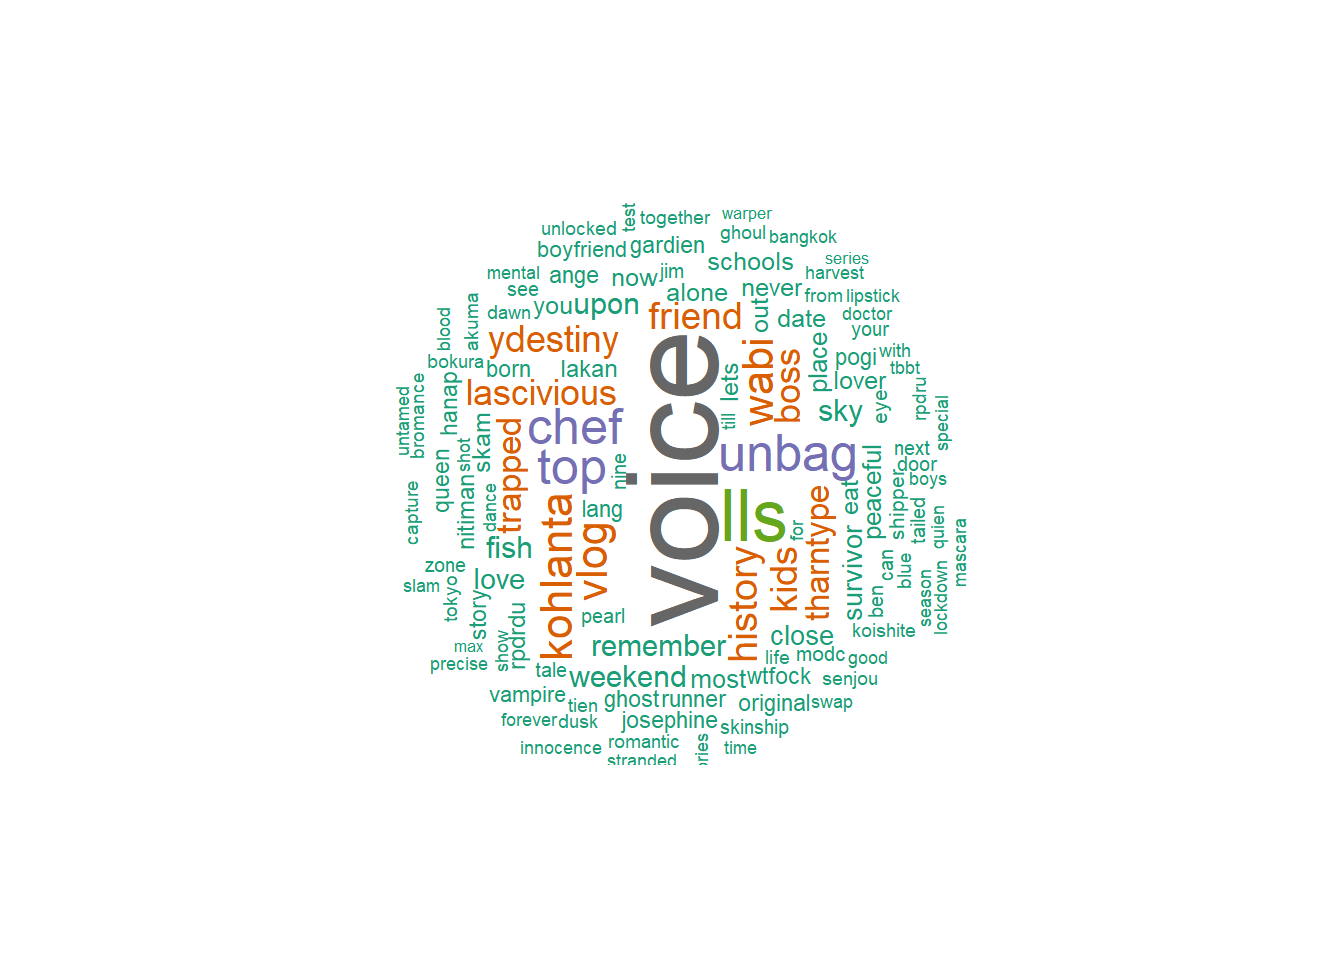 warper
test
together
unlocked
ghoul
bangkok
boyfriend
gardien
schools
series
mental
ange
now
jim
harvest
see
alone
never
from
lipstick
dawn
you
upon
friend
out
date
doctor
your
blood
akuma
ydestiny
voice
wabi
boss
place
pogi
with
tbbt
bokura
born
lakan
lets
lover
eye
rpdru
untamed
bromance
hanap
lascivious
till
sky
special
queen
shot
skam
trapped
chef
top
nine
unbag
peaceful
next
door
boys
capture
nitiman
dance
lang
lls
for
tharntype
eat
survivor
shipper
tailed
quien
mascara
fish
kohlanta
vlog
history
kids
can
blue
ben
season
lockdown
zone
slam
tokyo
love
story
pearl
rpdrdu
show
max
precise
remember
close
koishite
life
modc
good
tale
weekend
most
wtfock
senjou
vampire
tien
ghost
runner
original
swap
forever
dusk
josephine
skinship
innocence
romantic
time
stranded